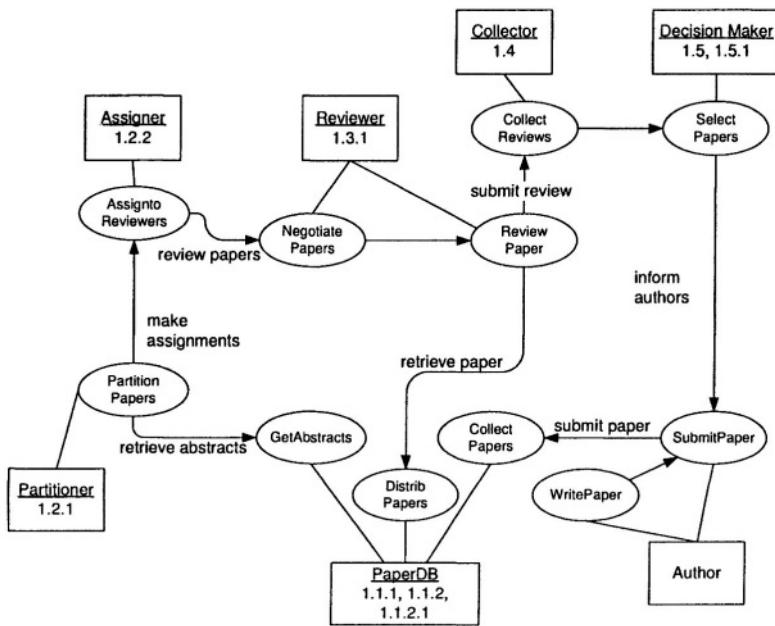 Collector
1.4
Decision Maker
1.5, 1.5.1
Assigner
1.2.2
Reviewer
1.3.1
Collect
Reviews
Select
Papers
submit review
Assignto
Reviewers
review papers
Negotiate
Papers
Review
Paper
inform
authors
make
assignments
retrieve paper
Partition
Papers
retrieve abstracts
GetAbstracts
Collect
Papers
submit paper
SubmitPaper
Partitioner
1.2.1
Distrib
Papers
WritePaper
PaperDB
1.1.1, 1.1.2,
1.1.2.1
Author